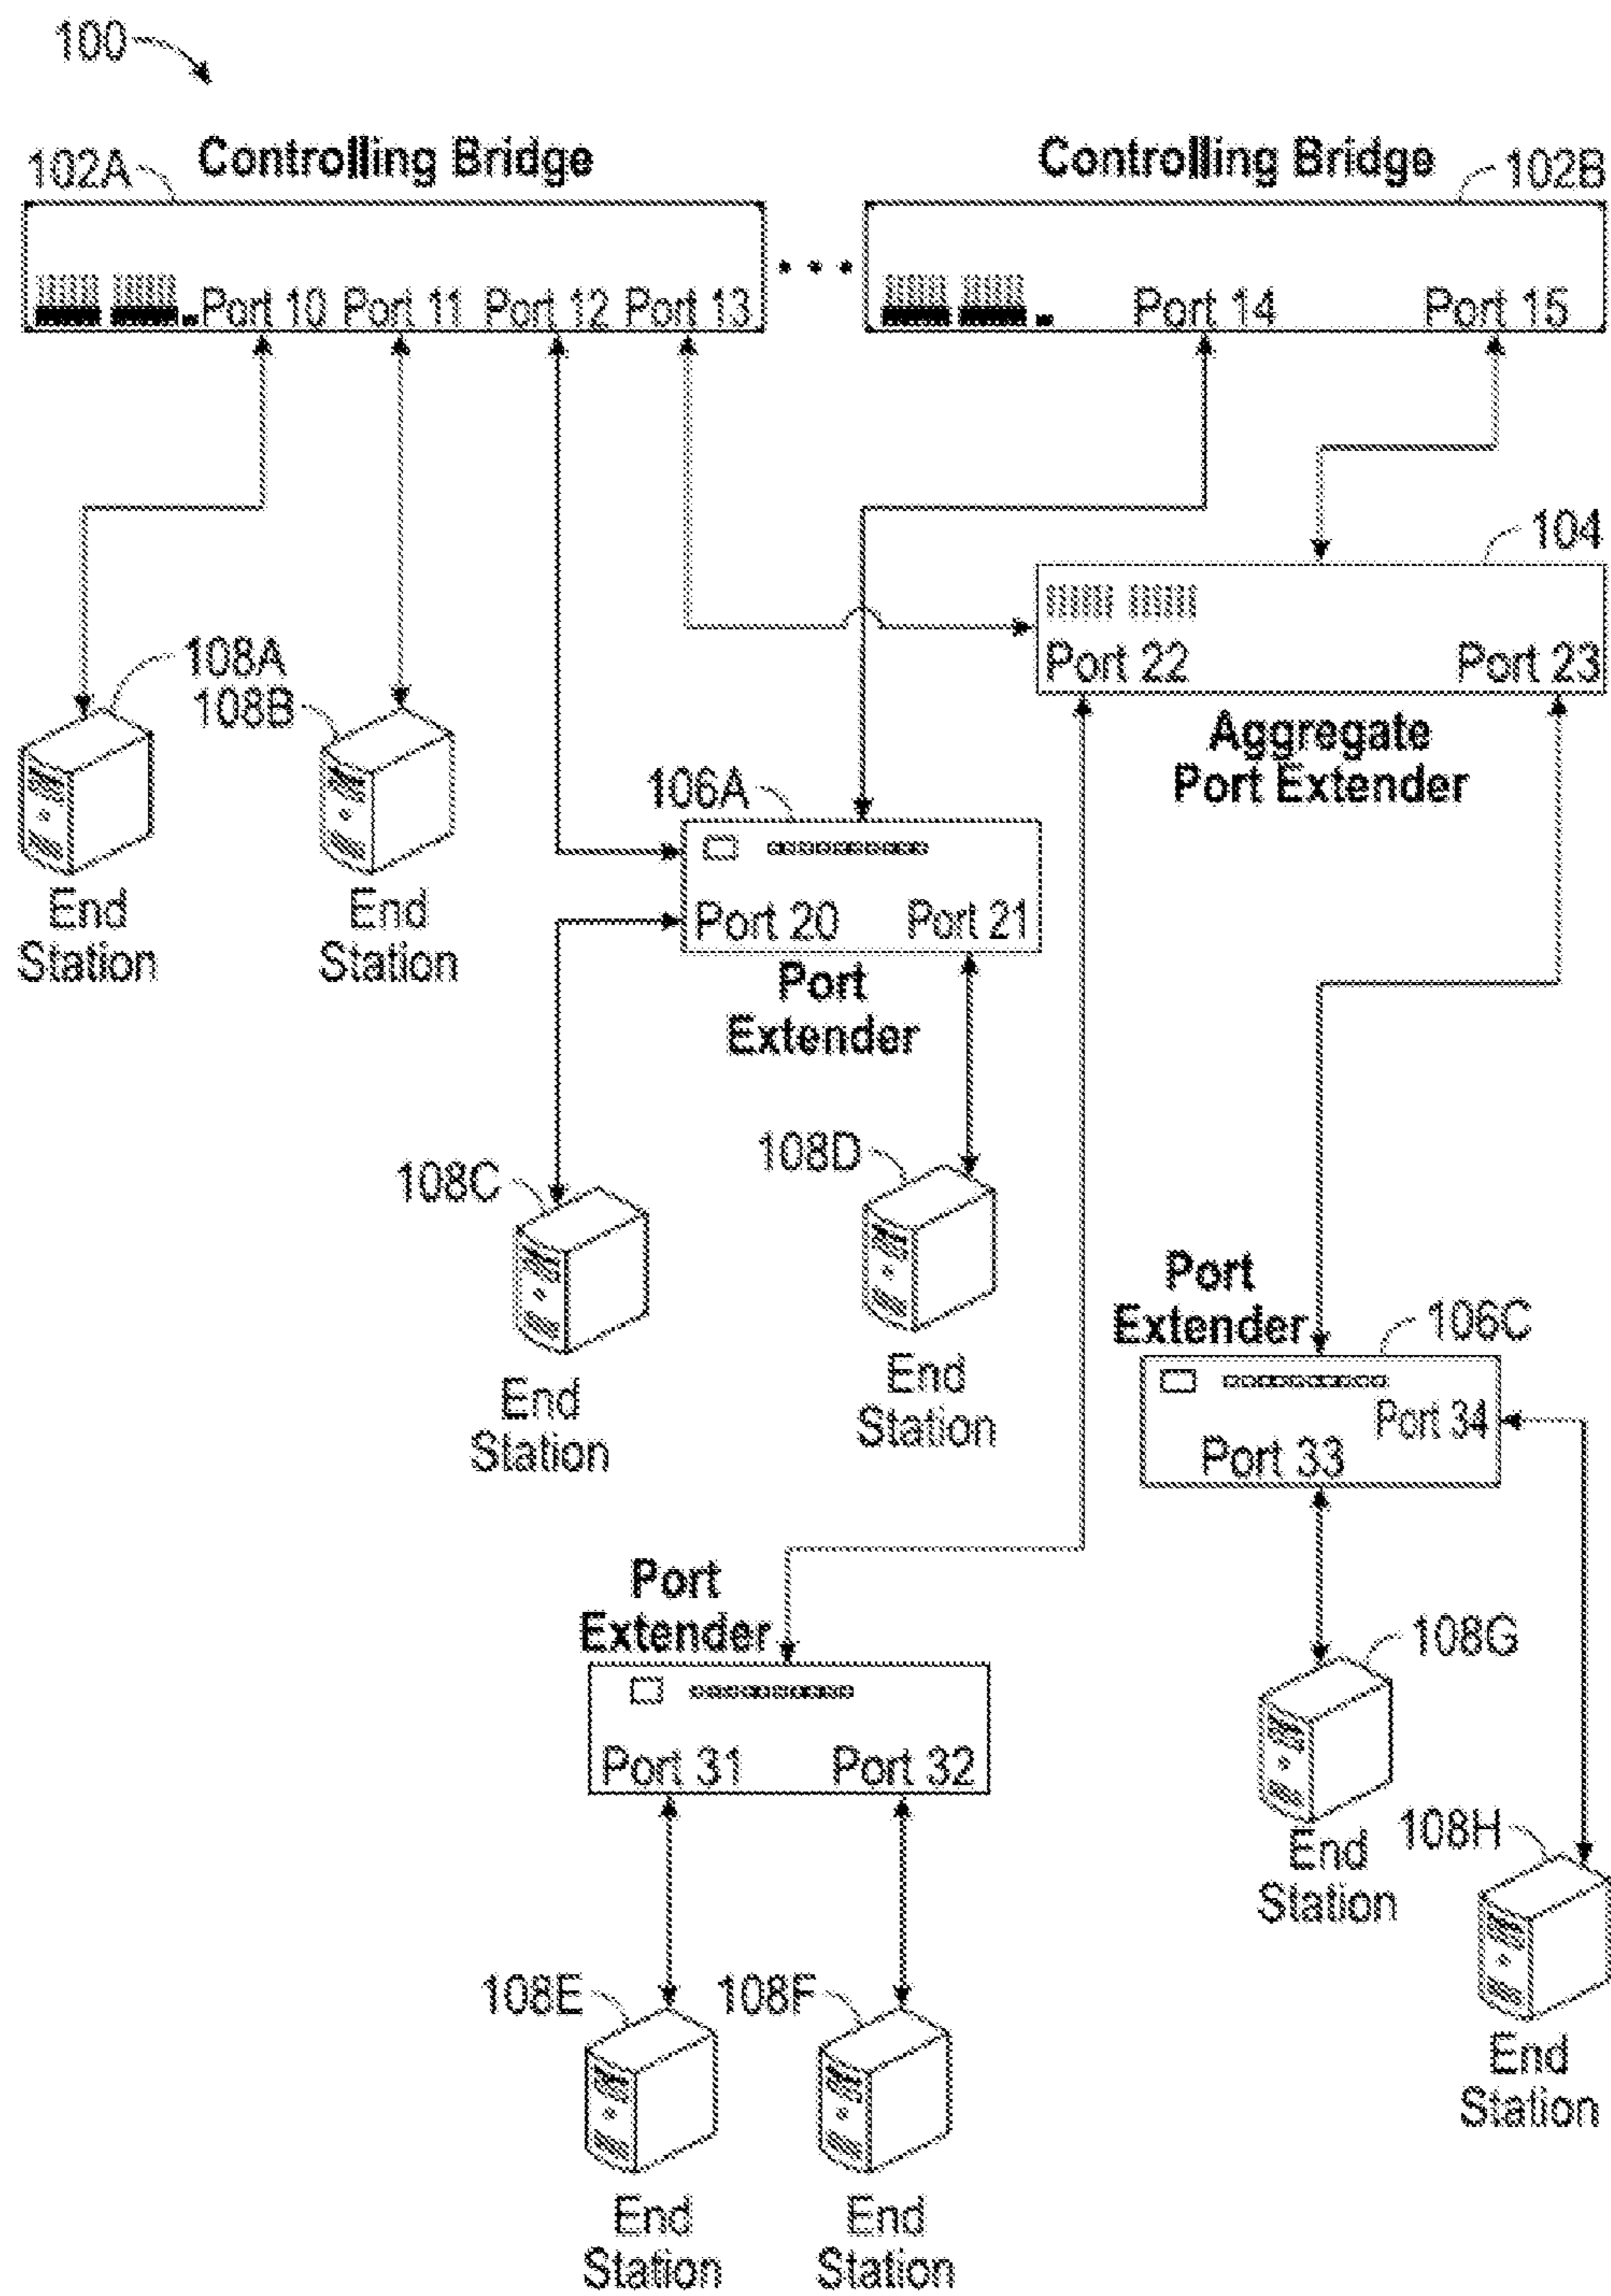 100
Controlling Bridge
102A
Controlling Bridge
102B
Port 10 Port 11 Port 12 Port 13
Port 14 Port 15
104
Port 22 Port 23
Aggregate
Port Extender
108A
108B
End
Station
End
Station
106A
Port 20 Port 21
Port
Extender
108C
End
Station
108D
End
Station
Port
Extender
106C
Port 34
Port 33
Port
Extender
Port 31 Port 32
108G
End
Station
108H
End
Station
108E
End
Station
108F
End
Station